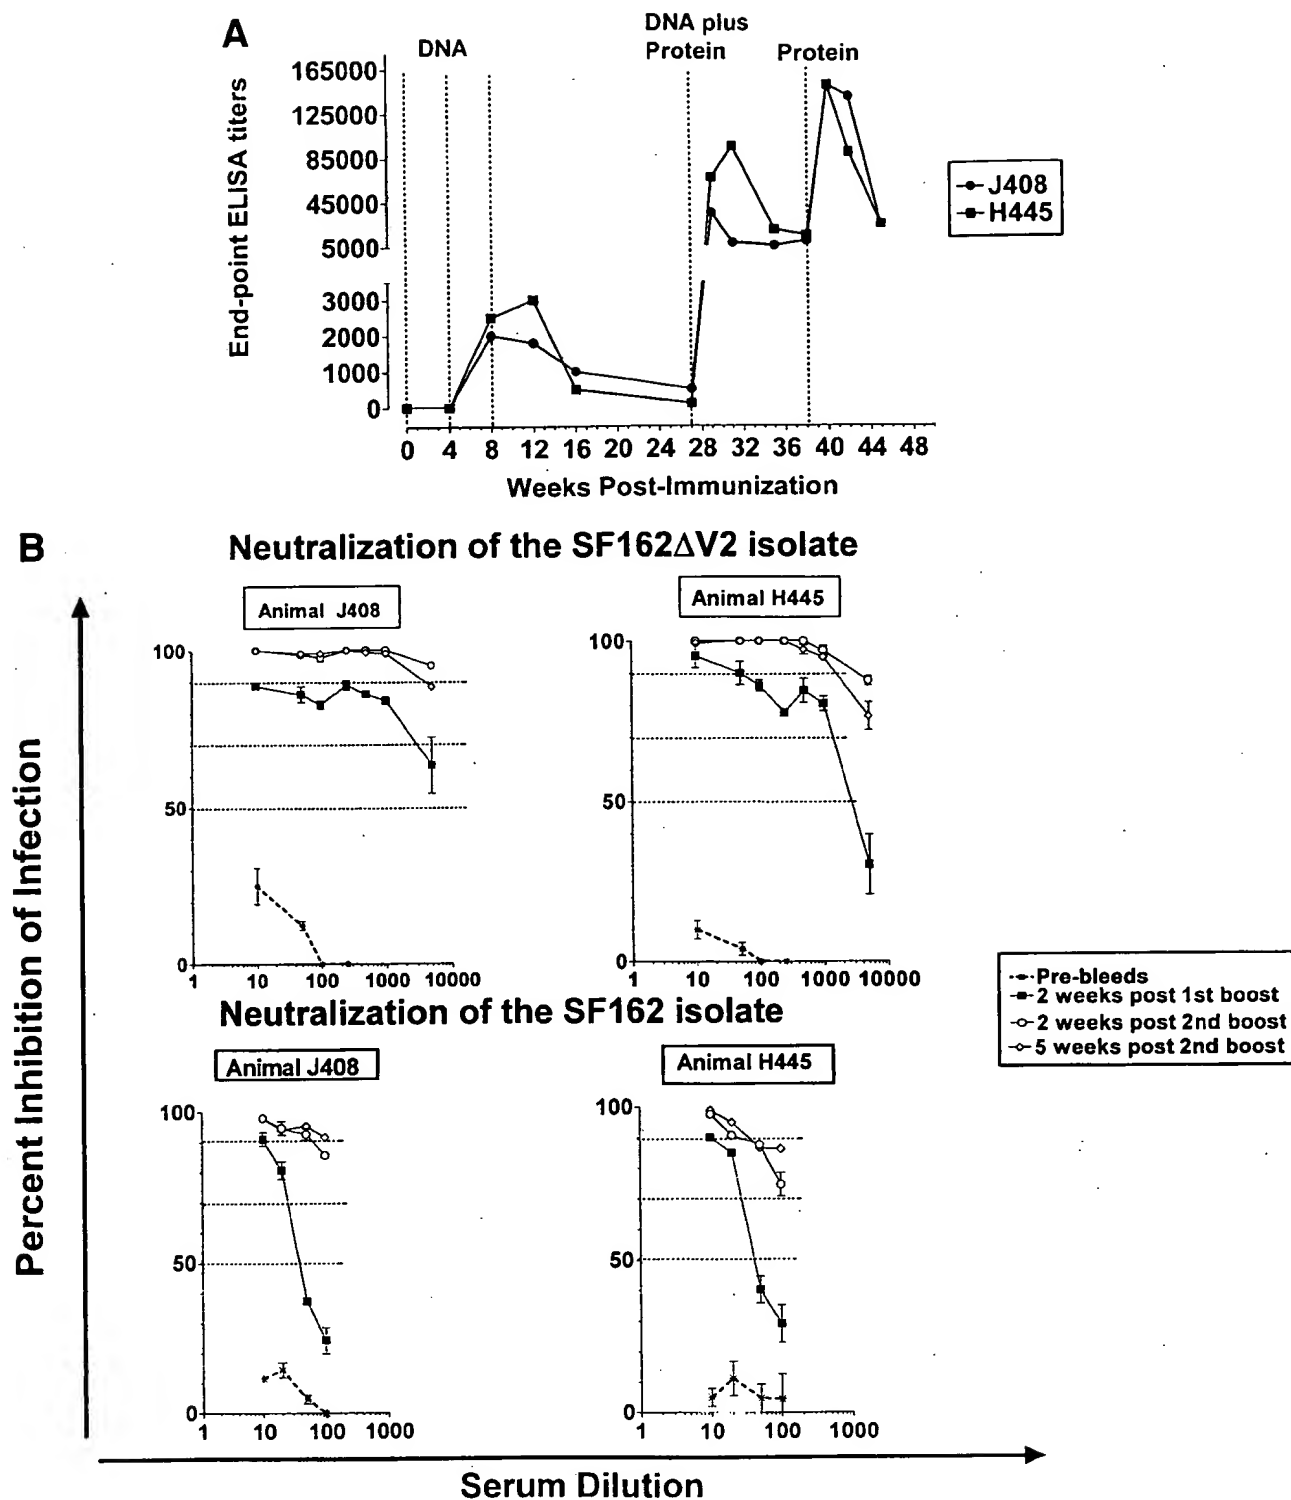 A
DNA
DNA plus
Protein
Protein
End-point ELISA titers
165000
125000
85000
45000
5000
3000
2000
1000
0
0 4 8 12 16 20 24 28 32 36 40 44 48
Weeks Post-Immunization
J408
H445
B
Neutralization of the SF162ΔV2 isolate
Percent Inhibition of Infection
Animal J408
100
50
0
1 10 100 1000 10000
Animal H445
100
50
0
1 10 100 1000 10000
Pre-bleeds
2 weeks post 1st boost
2 weeks post 2nd boost
5 weeks post 2nd boost
Neutralization of the SF162 isolate
Animal J408
100
50
0
1 10 100 1000
Animal H445
100
50
0
1 10 100 1000
Serum Dilution